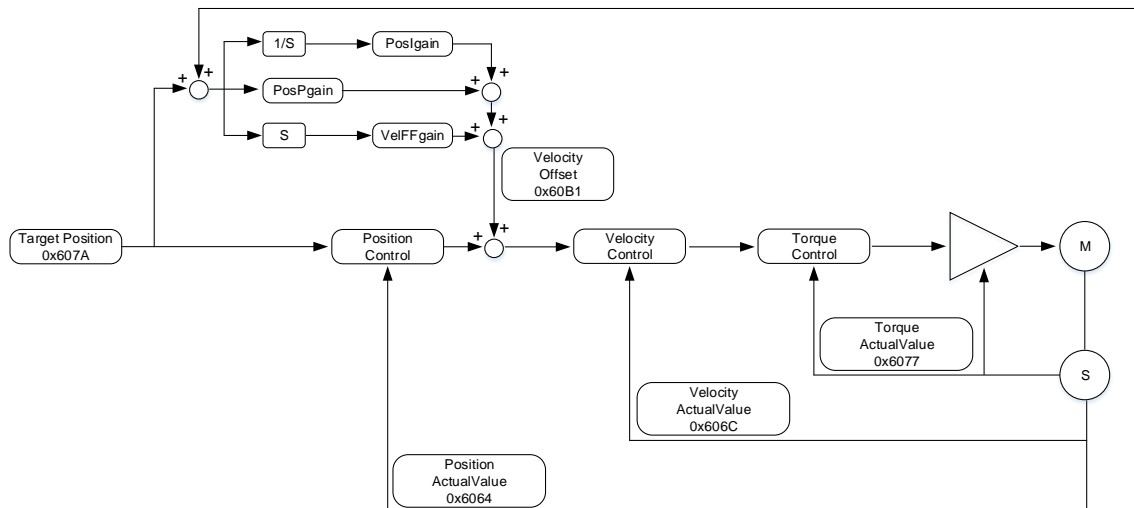 1/S
PosIgain
+
+
+
PosPgain
+
+
S
VelFFgain
+
+
Velocity
Offset
0x60B1
Target Position
0x607A
Position
Control
+
+
Velocity
Control
Torque
Control
M
Torque
ActualValue
0x6077
S
Velocity
ActualValue
0x606C
Position
ActualValue
0x6064